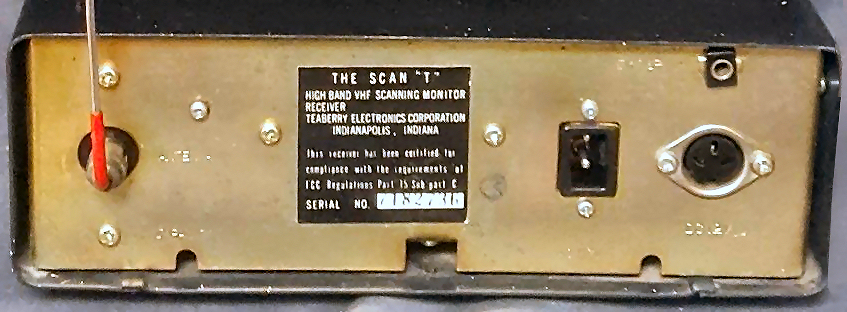 THE SCAN "T"
HIGH BAND VHF SCANNING MONITOR
RECEIVER
TEABERRY ELECTRONICS CORPORATION
INDIANAPOLIS, INDIANA
This receiver has been certified for
compliance with the requirements of
FCC Regulations Part 15 Sub part C
SERIAL NO.